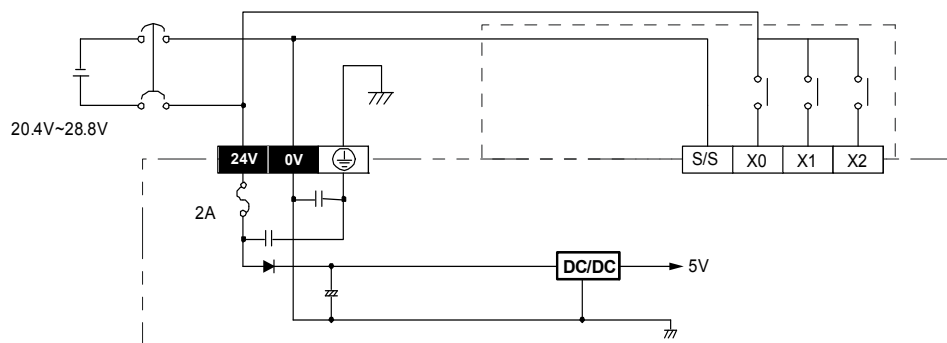 20.4V~28.8V
24V 0V
S/S X0 X1 X2
2A
DC/DC 5V